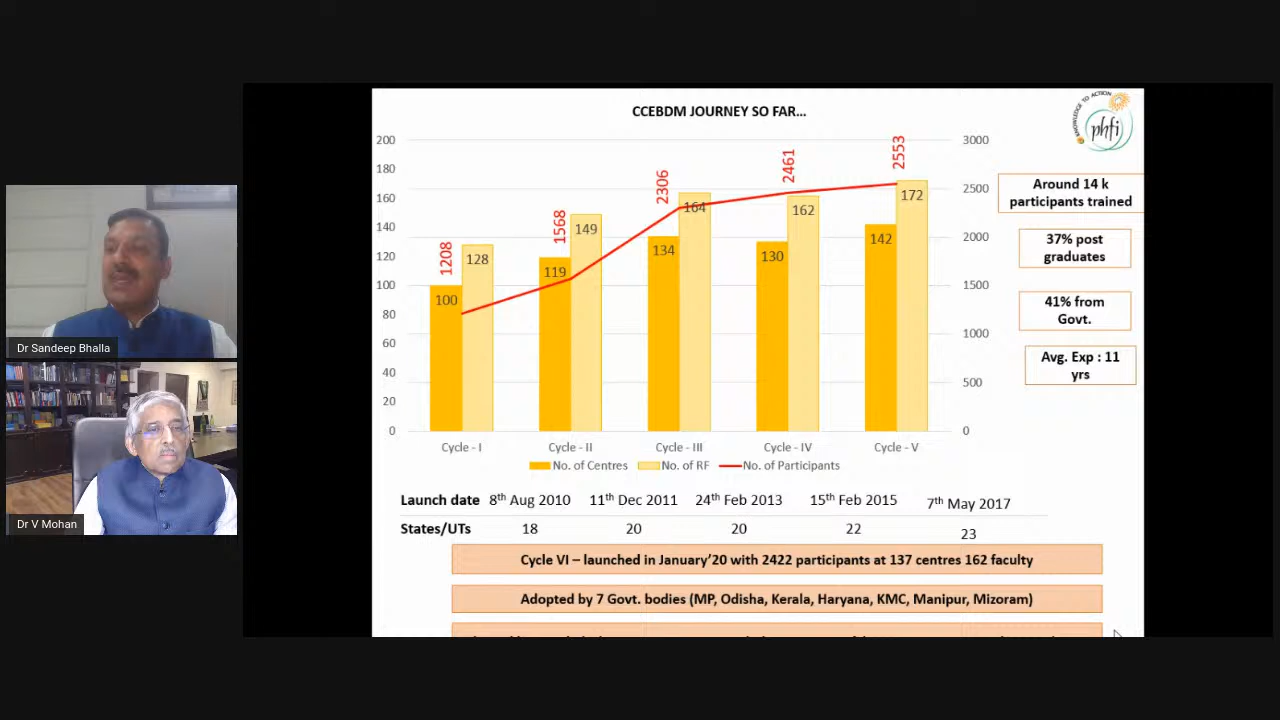 CCEBDM JOURNEY SO FAR...
KNOWLEDGE TO ACTION
phfi
200
180
160
140
120
100
80
60
40
20
0
3000
2500
2000
1500
1000
500
0
1208
100
128
1568
119
149
2306
134
164
2461
130
162
2553
142
172
Cycle - I
Cycle - II
Cycle - III
Cycle - IV
Cycle - V
No. of Centres
No. of RF
No. of Participants
Around 14 k
participants trained
37% post
graduates
41% from
Govt.
Avg. Exp : 11
yrs
Launch date 8th Aug 2010 11th Dec 2011 24th Feb 2013 15th Feb 2015 7th May 2017
States/UTs 18 20 20 22 23
Cycle VI – launched in January'20 with 2422 participants at 137 centres 162 faculty
Adopted by 7 Govt. bodies (MP, Odisha, Kerala, Haryana, KMC, Manipur, Mizoram)
Dr Sandeep Bhalla
Dr V Mohan